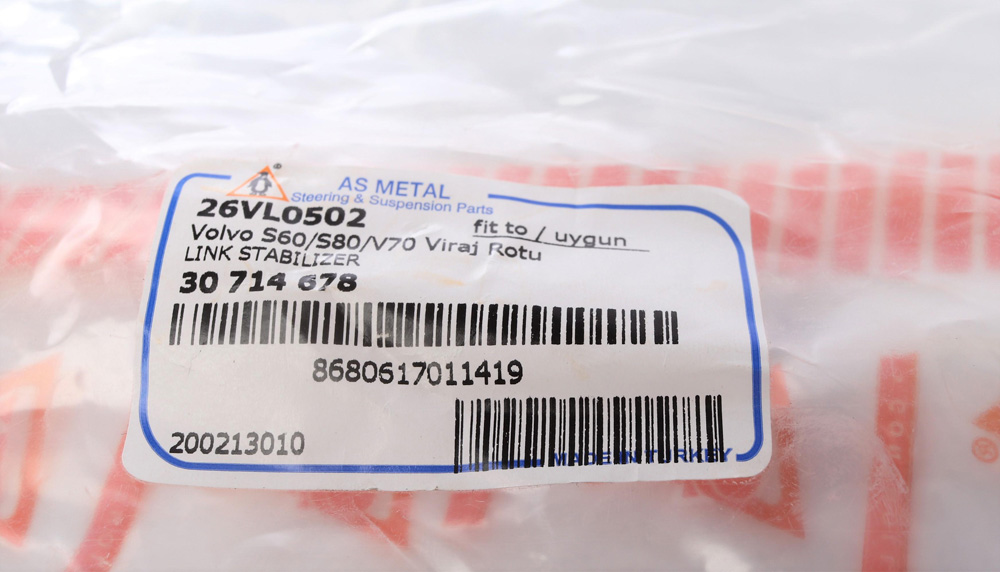 AS METAL
Steering & Suspension Parts
26VL0502
fit to / uygun
Volvo S60/S80/V70 Viraj Rotu
LINK STABILIZER
30 714 678
8680617011419
200213010
MADE IN TURKEY